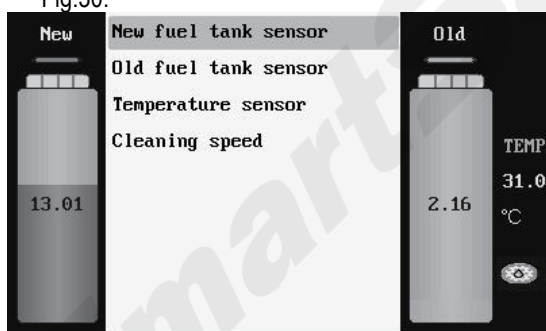 Fig.30.
New
New fuel tank sensor
Old fuel tank sensor
Temperature sensor
Cleaning speed
13.01
Old
2.16
TEMP
31.0
°C